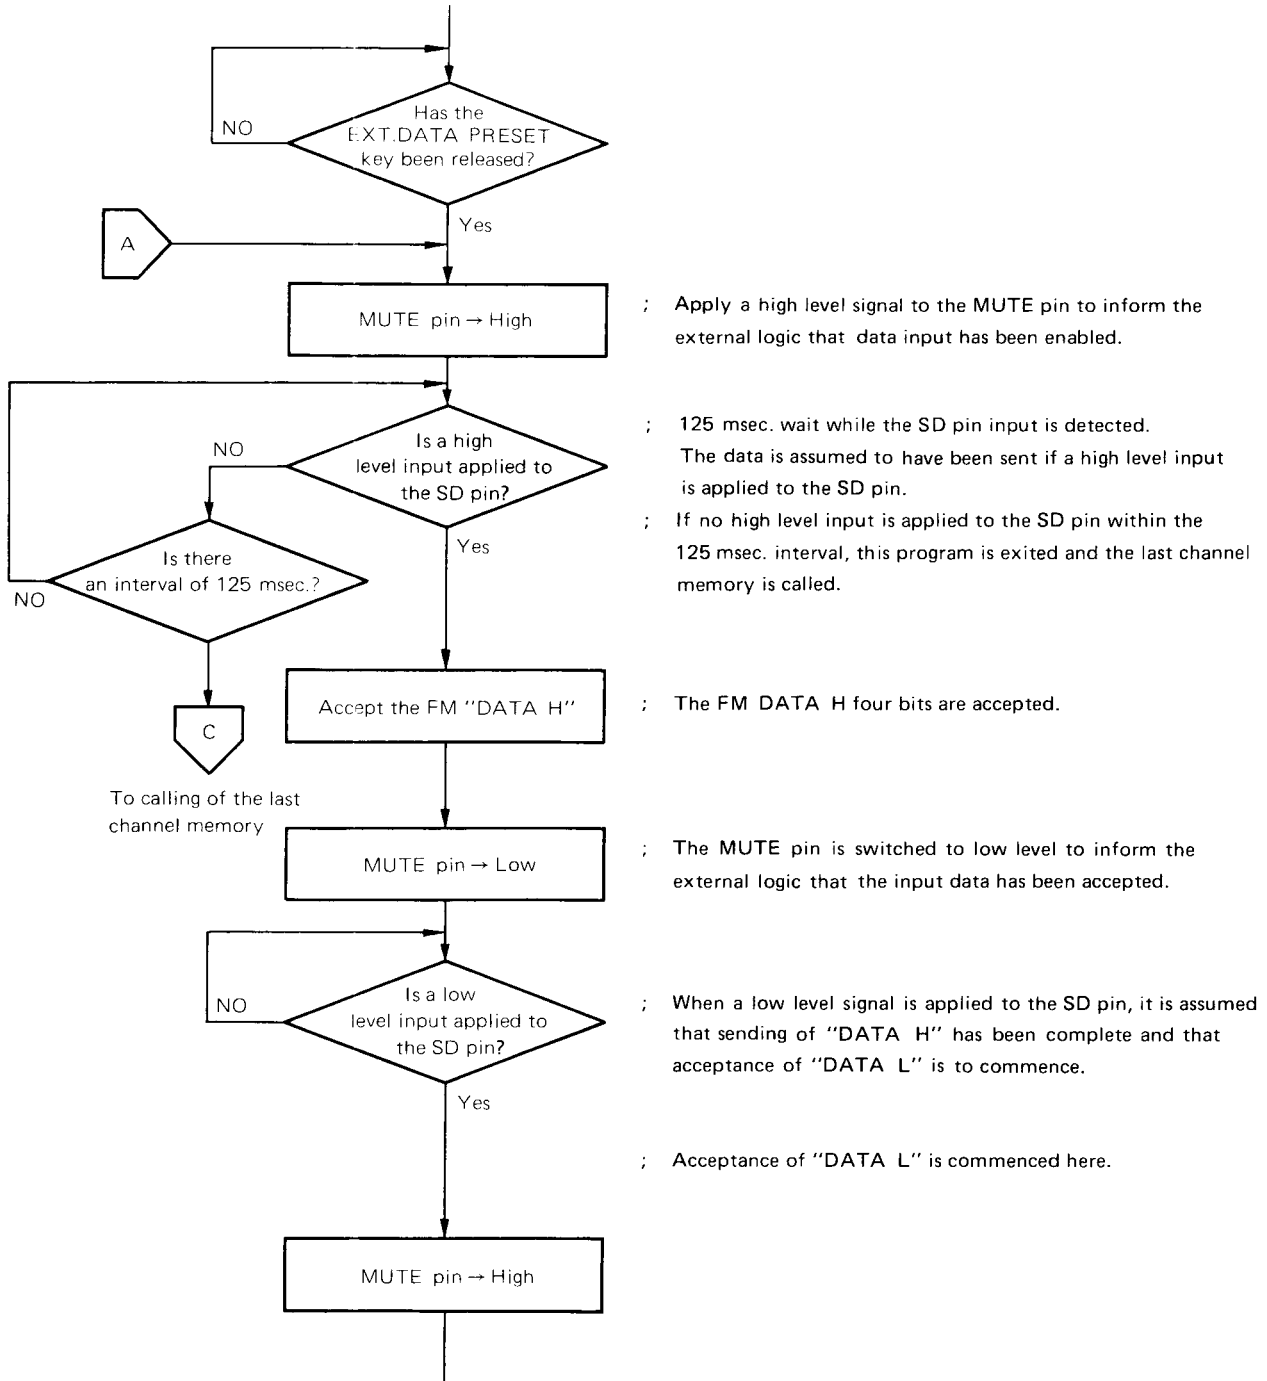 Has the
EXT.DATA PRESET
key been released?
NO
Yes
A
MUTE pin → High
; Apply a high level signal to the MUTE pin to inform the
external logic that data input has been enabled.
Is a high
level input applied to
the SD pin?
NO
Yes
; 125 msec. wait while the SD pin input is detected.
The data is assumed to have been sent if a high level input
is applied to the SD pin.
; If no high level input is applied to the SD pin within the
125 msec. interval, this program is exited and the last channel
memory is called.
Is there
an interval of 125 msec.?
NO
C
To calling of the last
channel memory
Accept the FM "DATA H"
; The FM DATA H four bits are accepted.
MUTE pin → Low
; The MUTE pin is switched to low level to inform the
external logic that the input data has been accepted.
Is a low
level input applied to
the SD pin?
NO
Yes
; When a low level signal is applied to the SD pin, it is assumed
that sending of "DATA H" has been complete and that
acceptance of "DATA L" is to commence.
; Acceptance of "DATA L" is commenced here.
MUTE pin → High